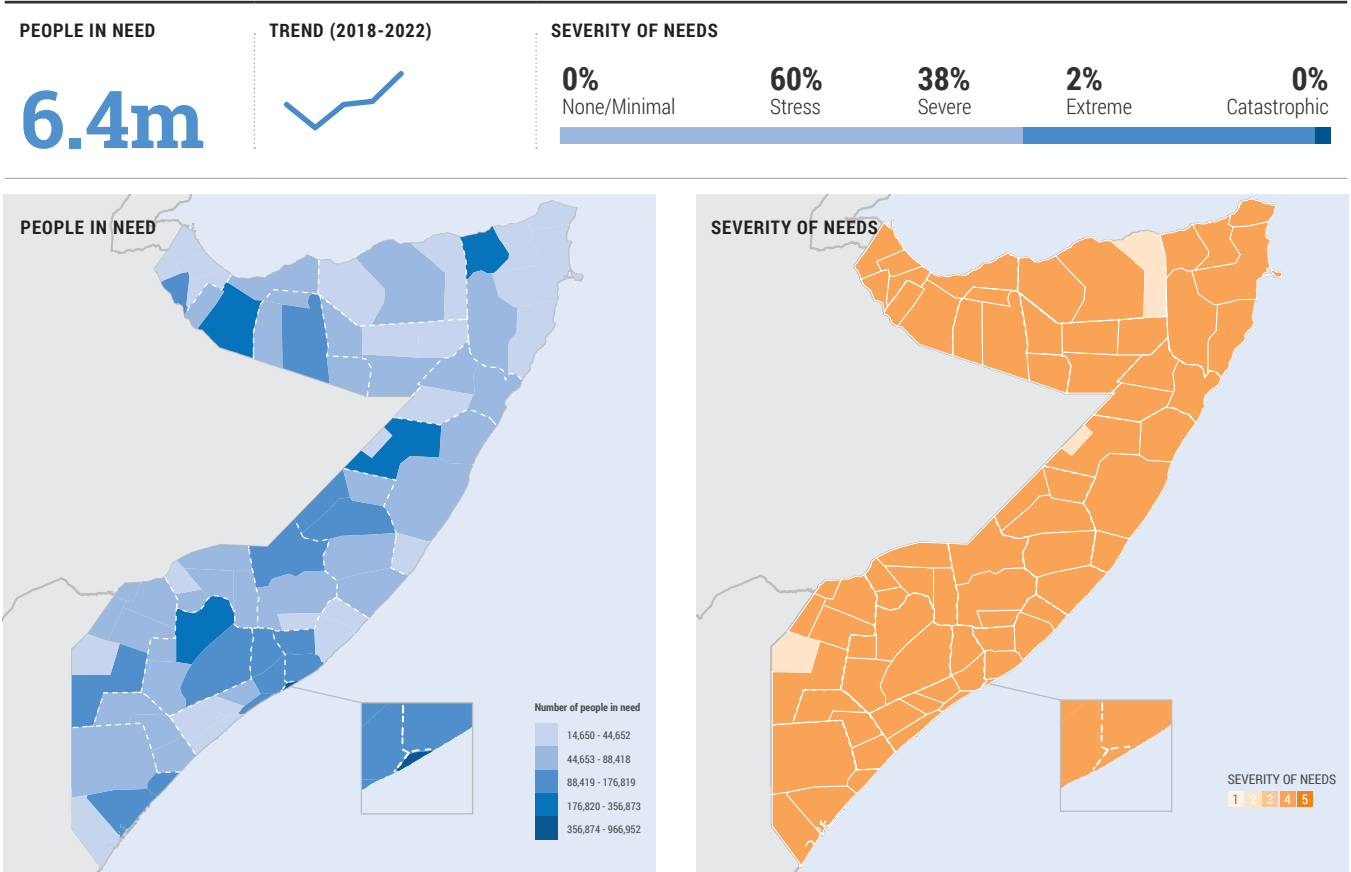 PEOPLE IN NEED
6.4m
TREND (2018-2022)
SEVERITY OF NEEDS
0%
None/Minimal
60%
Stress
38%
Severe
2%
Extreme
0%
Catastrophic
PEOPLE IN NEED
Number of people in need
14,650 - 44,652
44,653 - 88,418
88,419 - 176,819
176,820 - 356,873
356,874 - 966,952
SEVERITY OF NEEDS
SEVERITY OF NEEDS
1 2 3 4 5